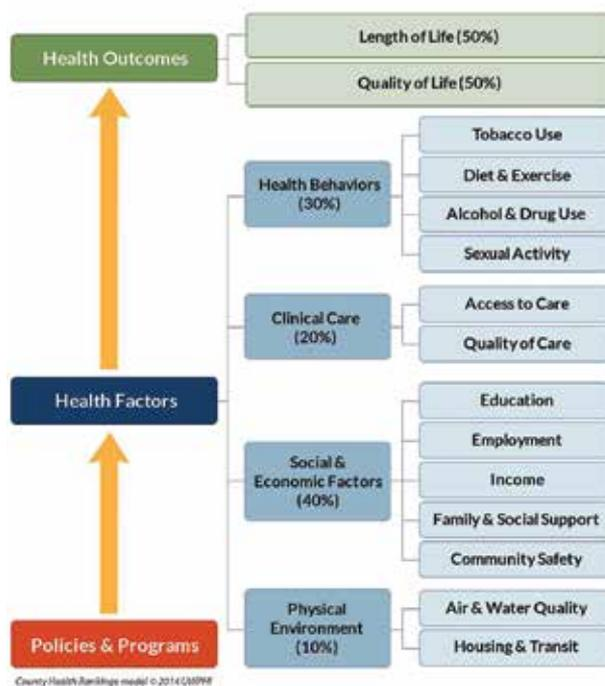 Health Outcomes
Length of Life (50%)
Quality of Life (50%)
Health Behaviors
(30%)
Tobacco Use
Diet & Exercise
Alcohol & Drug Use
Sexual Activity
Clinical Care
(20%)
Access to Care
Quality of Care
Health Factors
Social &
Economic Factors
(40%)
Education
Employment
Income
Family & Social Support
Community Safety
Physical
Environment
(10%)
Air & Water Quality
Housing & Transit
Policies & Programs
County Health Rankings model © 2014 UWPHI